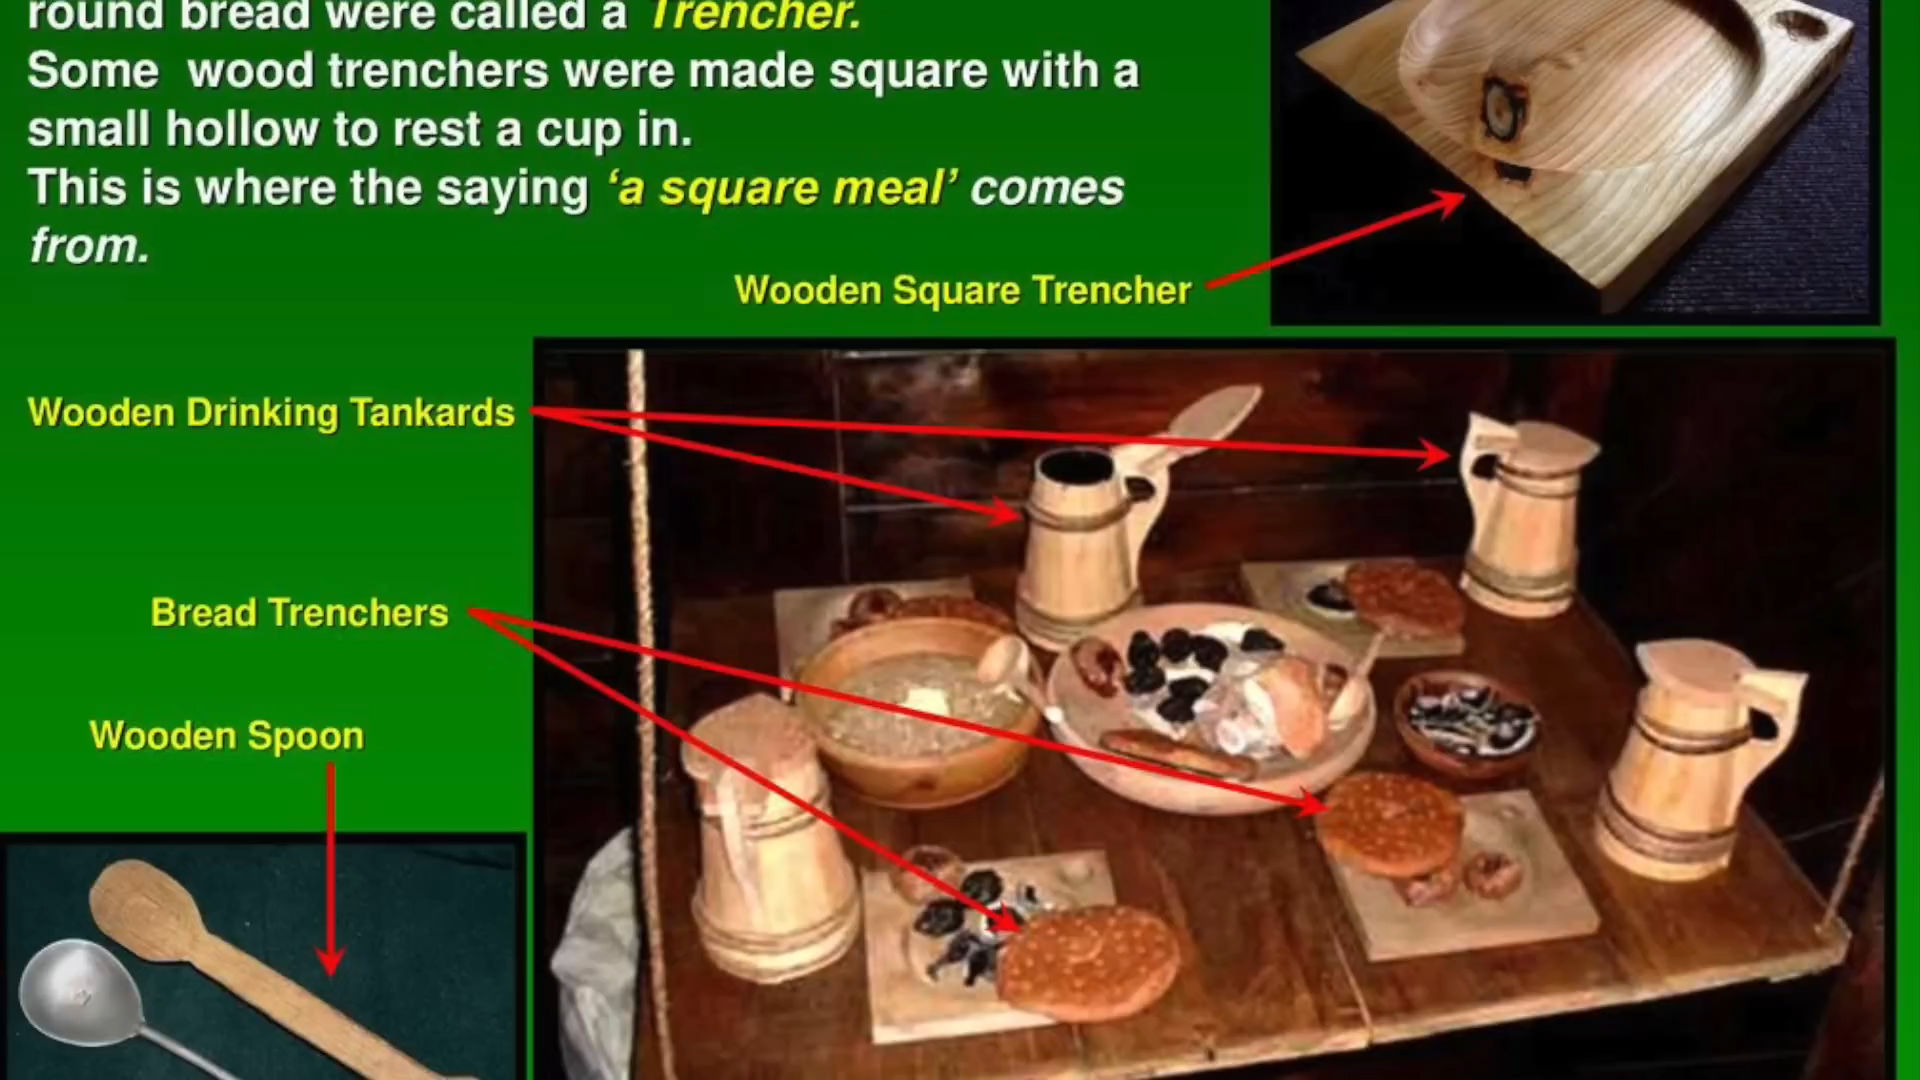 round bread were called a Trencher.
Some wood trenchers were made square with a
small hollow to rest a cup in.
This is where the saying ‘a square meal’ comes
from.
Wooden Square Trencher
Wooden Drinking Tankards
Bread Trenchers
Wooden Spoon